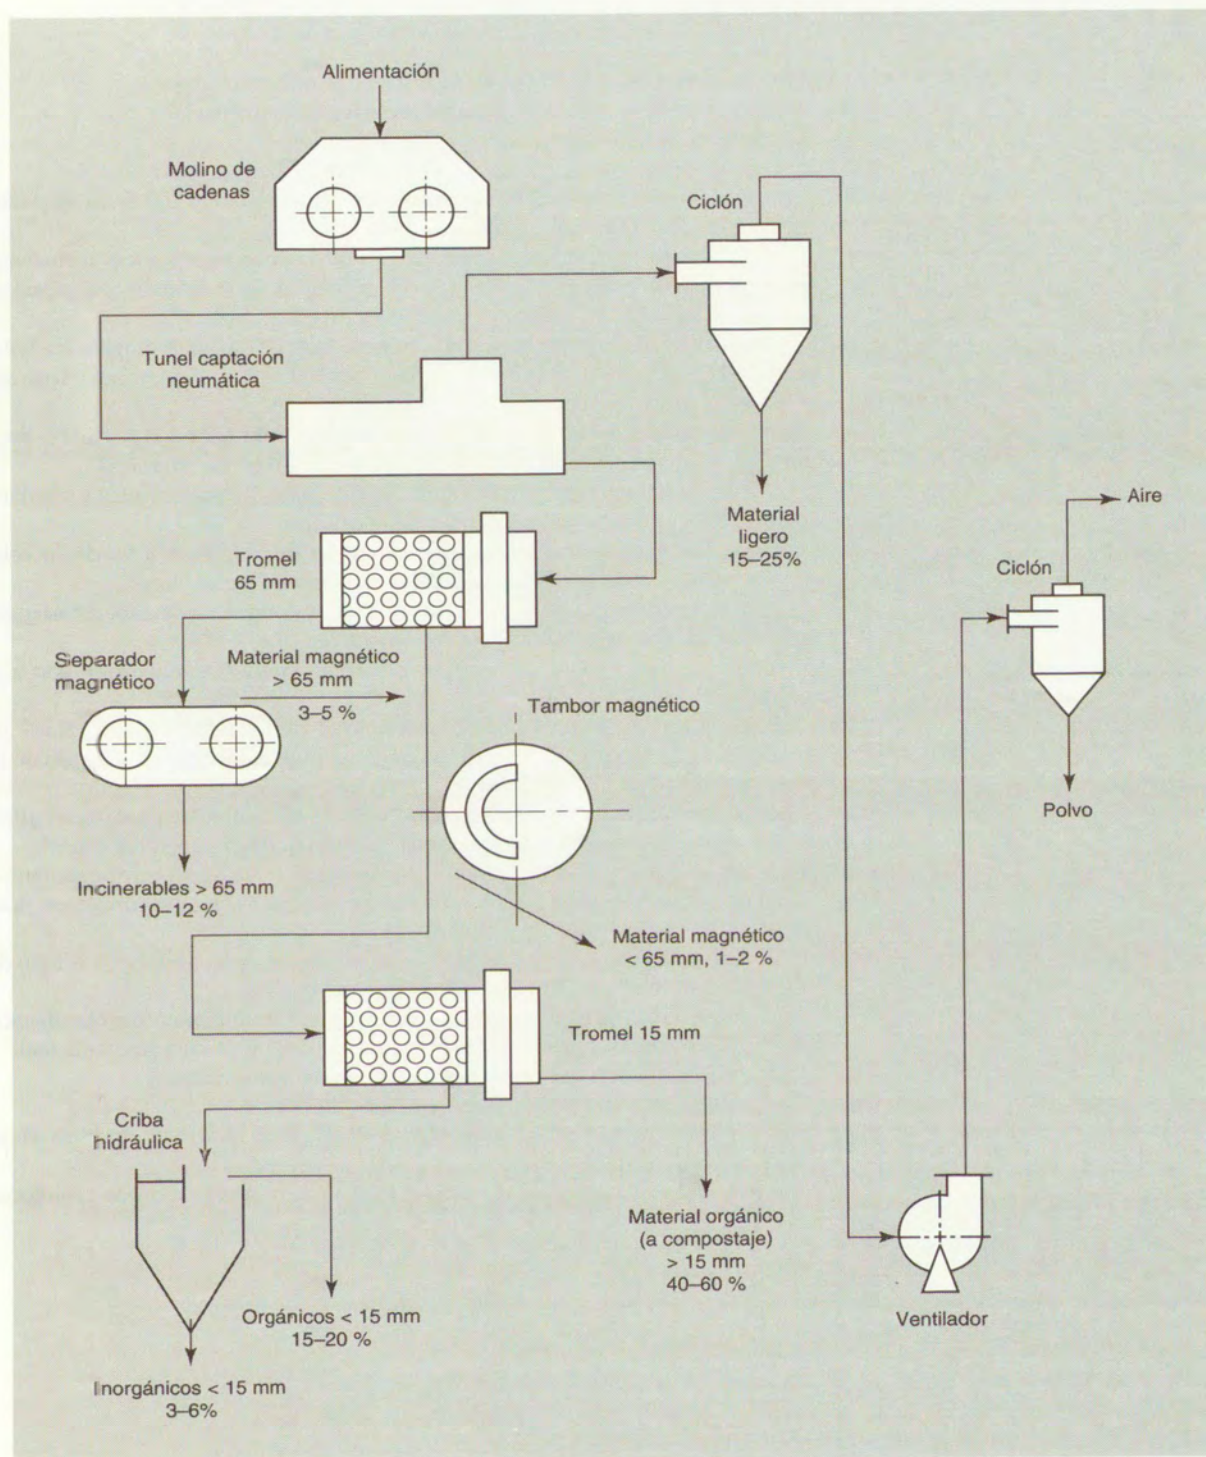 Alimentación
Molino de
cadenas
Ciclón
Tunel captación
neumática
Material
ligero
15–25%
Aire
Ciclón
Tromel
65 mm
Separador
magnético
Material magnético
> 65 mm
3–5 %
Tambor magnético
Polvo
Incinerables > 65 mm
10–12 %
Material magnético
< 65 mm, 1–2 %
Tromel 15 mm
Criba
hidráulica
Material orgánico
(a compostaje)
> 15 mm
40–60 %
Orgánicos < 15 mm
15–20 %
Ventilador
Inorgánicos < 15 mm
3–6%